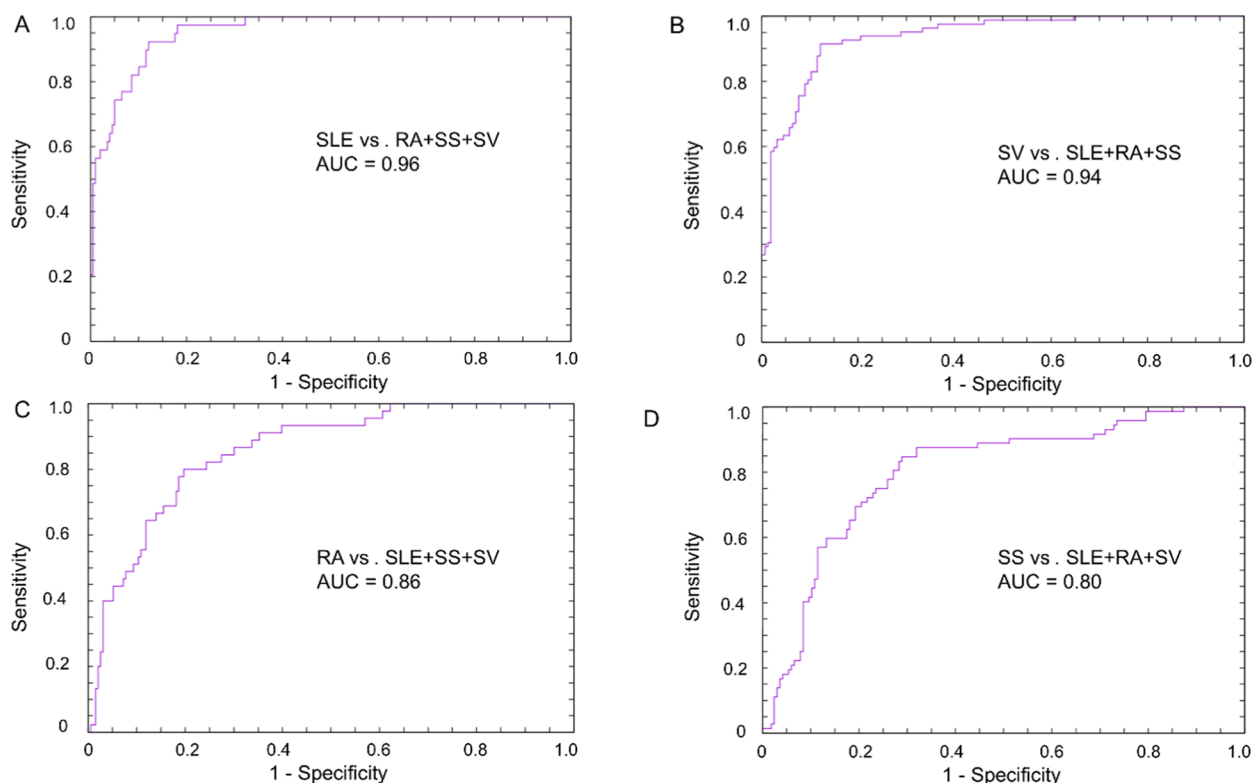 A
1.0
0.8
0.6
0.4
0.2
0
Sensitivity
SLE vs . RA+SS+SV
AUC = 0.96
0 0.2 0.4 0.6 0.8 1.0
1 - Specificity
B
1.0
0.8
0.6
0.4
0.2
0
Sensitivity
SV vs . SLE+RA+SS
AUC = 0.94
0 0.2 0.4 0.6 0.8 1.0
1 - Specificity
C
1.0
0.8
0.6
0.4
0.2
0
Sensitivity
RA vs . SLE+SS+SV
AUC = 0.86
0 0.2 0.4 0.6 0.8 1.0
1 - Specificity
D
1.0
0.8
0.6
0.4
0.2
0
Sensitivity
SS vs . SLE+RA+SV
AUC = 0.80
0 0.2 0.4 0.6 0.8 1.0
1 - Specificity